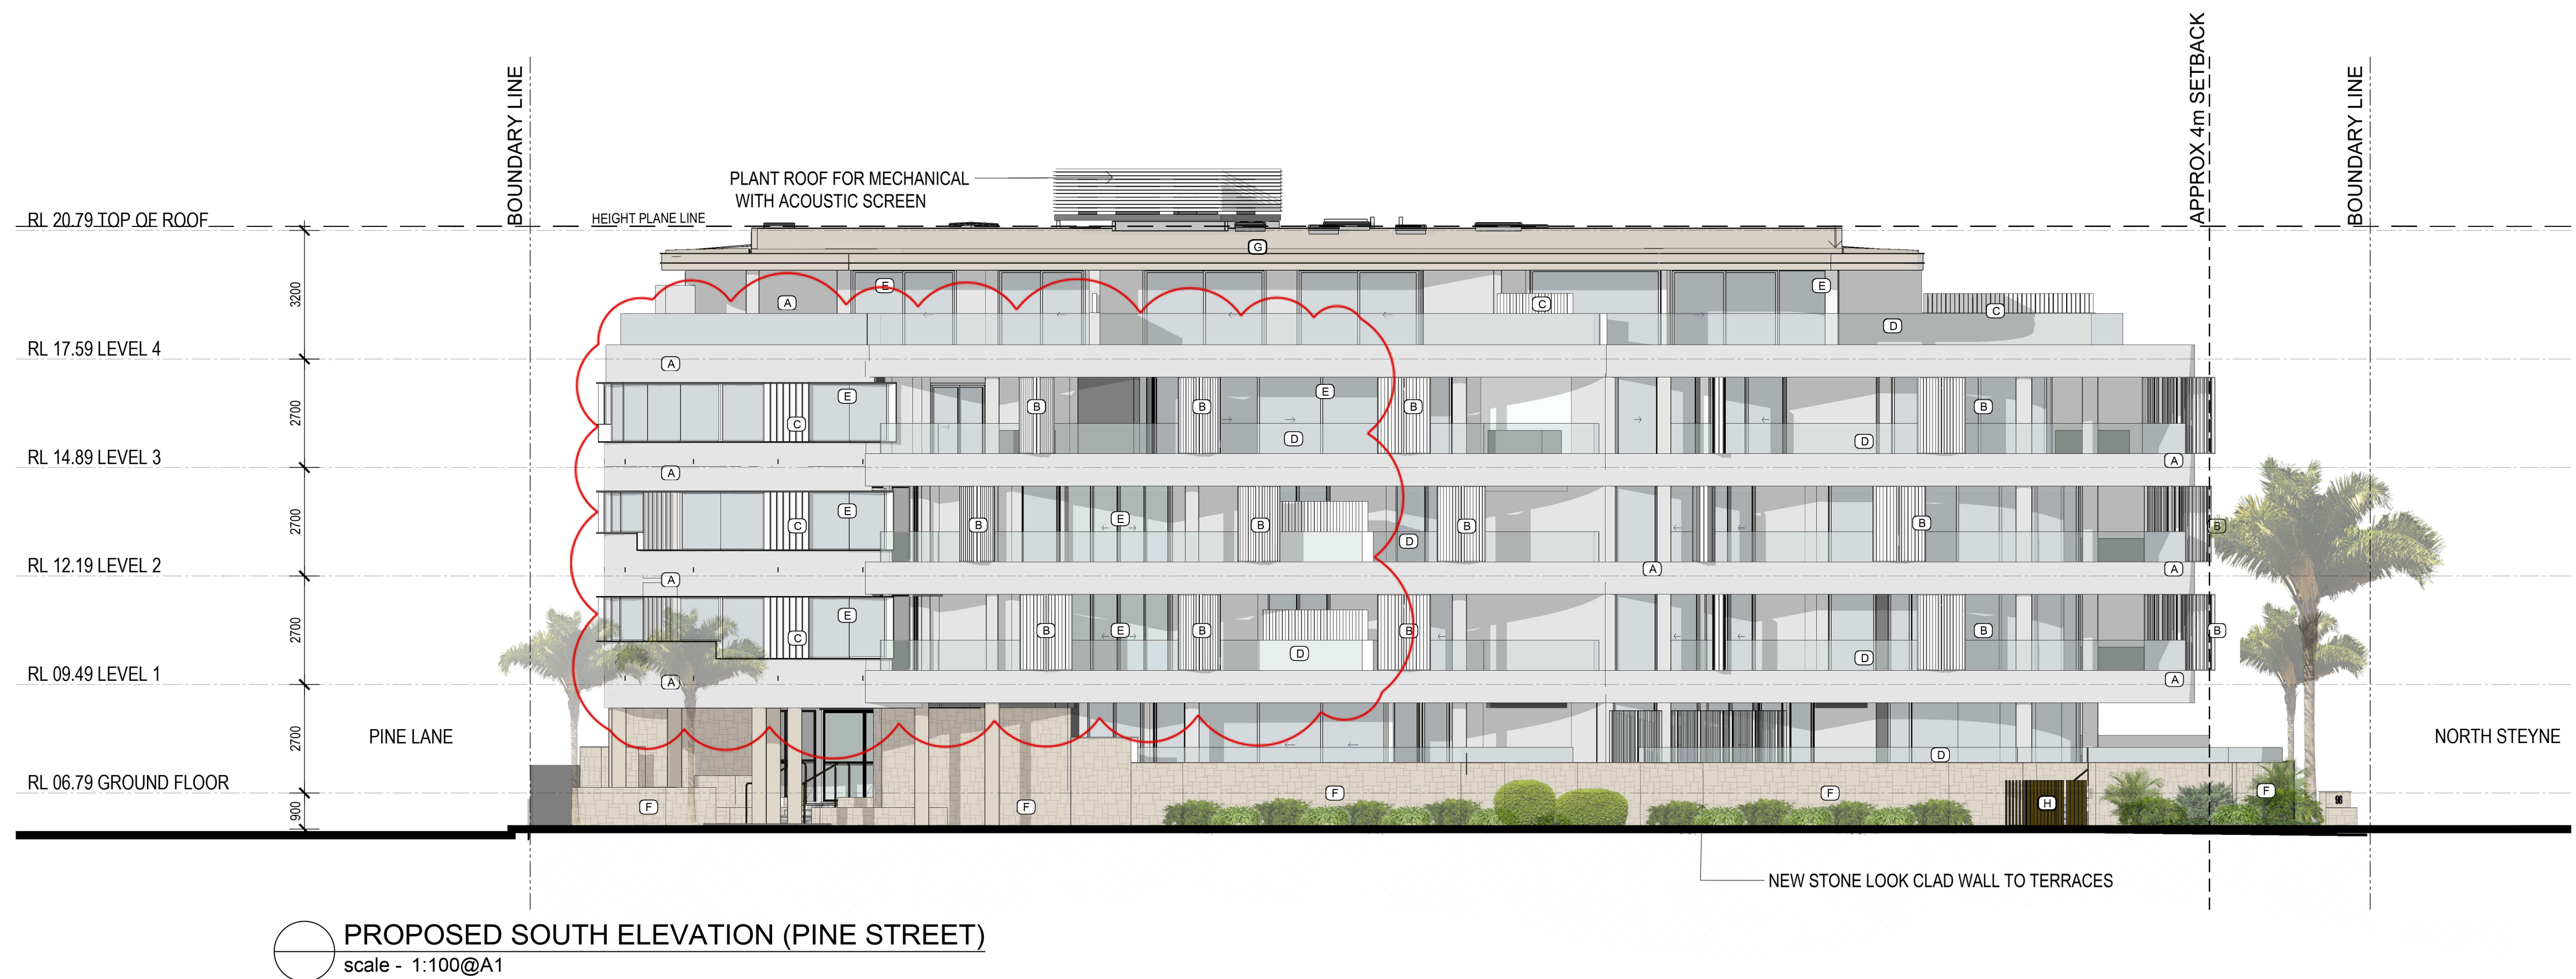 BOUNDARY LINE
APPROX 4m SETBACK
BOUNDARY LINE
PLANT ROOF FOR MECHANICAL
WITH ACOUSTIC SCREEN
RL 20.79 TOP OF ROOF
HEIGHT PLANE LINE
G
3200
A
E
E
C
C
D
RL 17.59 LEVEL 4
A
2700
E
C
B
B
E
B
D
B
D
RL 14.89 LEVEL 3
A
A
2700
E
C
B
E
B
D
B
B
B
RL 12.19 LEVEL 2
A
A
A
2700
E
C
B
E
B
D
B
B
D
B
RL 09.49 LEVEL 1
A
A
2700
PINE LANE
NORTH STEYNE
D
RL 06.79 GROUND FLOOR
900
F
F
F
F
H
F
96
NEW STONE LOOK CLAD WALL TO TERRACES
PROPOSED SOUTH ELEVATION (PINE STREET)
scale - 1:100@A1